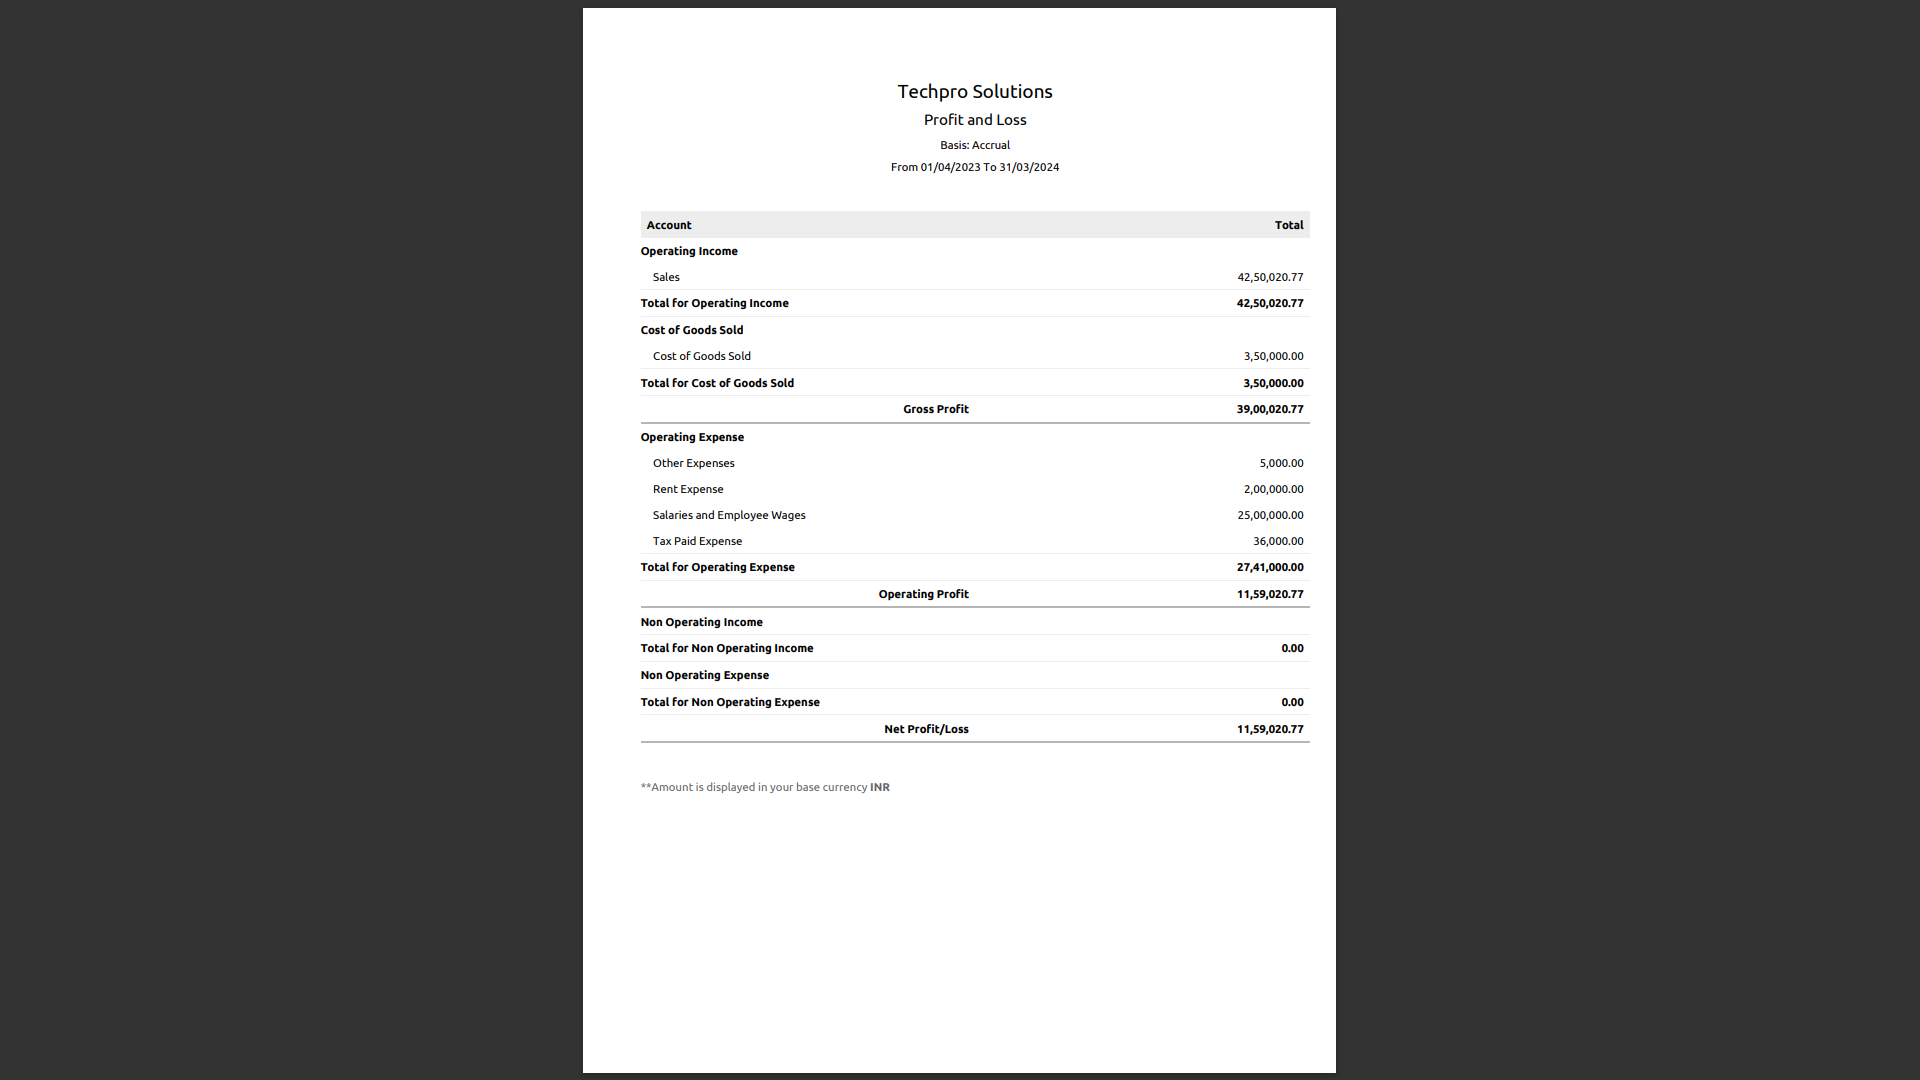 Techpro Solutions
Profit and Loss
Basis: Accrual
From 01/04/2023 To 31/03/2024
Account Total
Operating Income
Sales 42,50,020.77
Total for Operating Income 42,50,020.77
Cost of Goods Sold
Cost of Goods Sold 3,50,000.00
Total for Cost of Goods Sold 3,50,000.00
Gross Profit 39,00,020.77
Operating Expense
Other Expenses 5,000.00
Rent Expense 2,00,000.00
Salaries and Employee Wages 25,00,000.00
Tax Paid Expense 36,000.00
Total for Operating Expense 27,41,000.00
Operating Profit 11,59,020.77
Non Operating Income
Total for Non Operating Income 0.00
Non Operating Expense
Total for Non Operating Expense 0.00
Net Profit/Loss 11,59,020.77
**Amount is displayed in your base currency INR